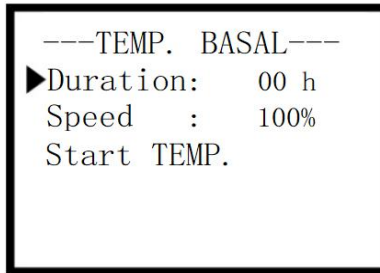 ---TEMP. BASAL---
▶Duration: 00 h
Speed : 100%
Start TEMP.